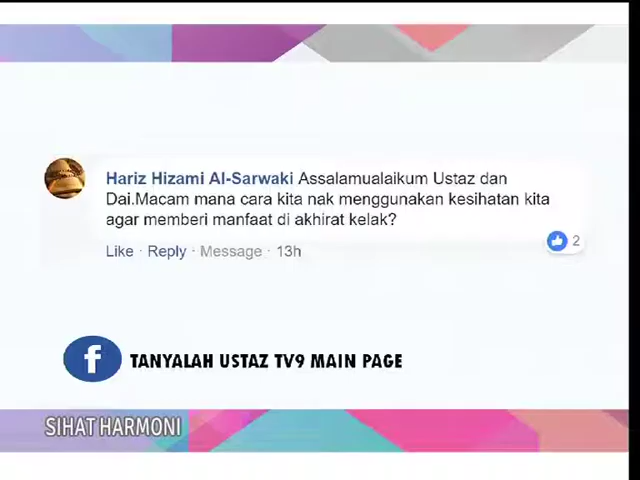 Hariz Hizami Al-Sarwaki Assalamualaikum Ustaz dan
Dai.Macam mana cara kita nak menggunakan kesihatan kita
agar memberi manfaat di akhirat kelak?
Like · Reply · Message · 13h
2
f TANYALAH USTAZ TV9 MAIN PAGE
SIHAT HARMONI